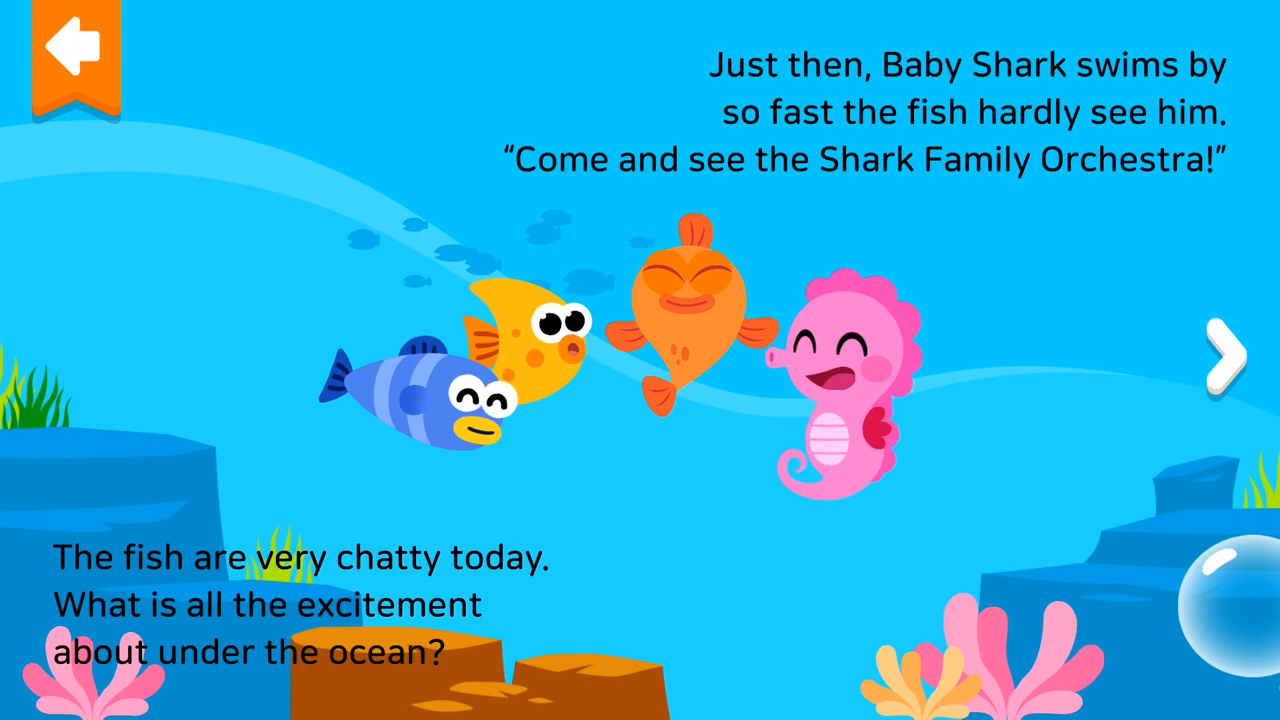 Just then, Baby Shark swims by
so fast the fish hardly see him.
“Come and see the Shark Family Orchestra!”
The fish are very chatty today.
What is all the excitement
about under the ocean?